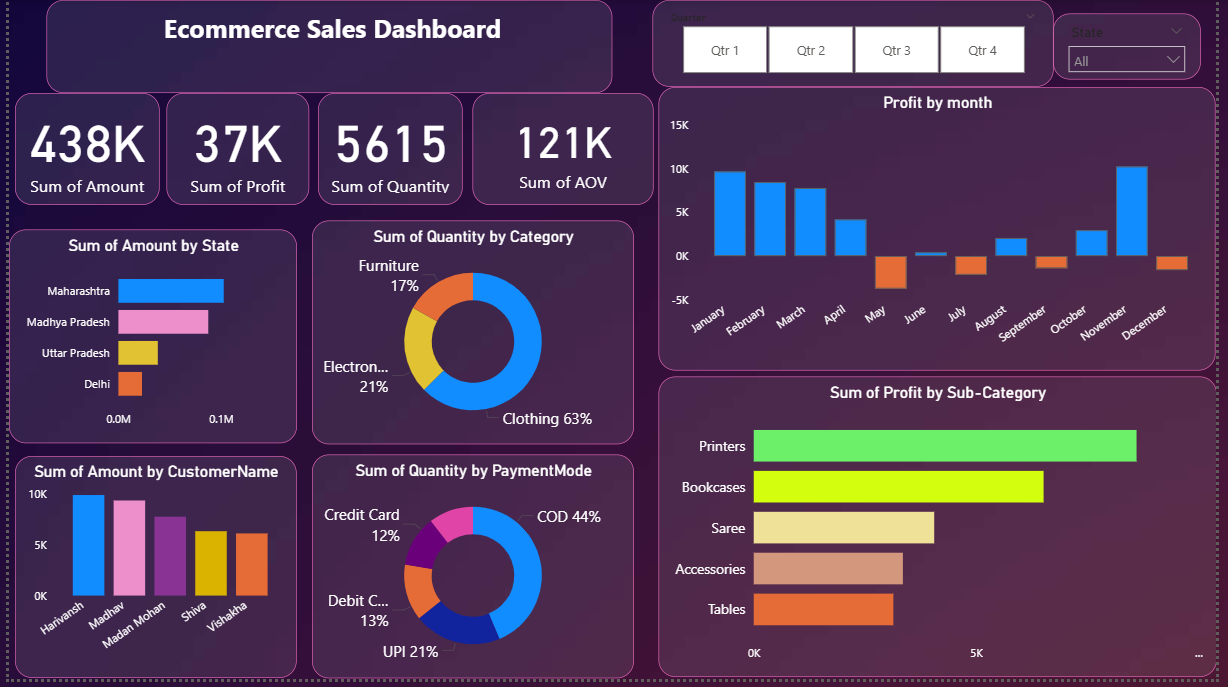 Ecommerce Sales Dashboard
Quarter
Qtr 1
Qtr 2
Qtr 3
Qtr 4
State
All
438K
Sum of Amount
37K
Sum of Profit
5615
Sum of Quantity
121K
Sum of AOV
Profit by month
15K
10K
5K
0K
-5K
January
February
March
April
May
June
July
August
September
October
November
December
Sum of Amount by State
Maharashtra
Madhya Pradesh
Uttar Pradesh
Delhi
0.0M
0.1M
Sum of Quantity by Category
Furniture
17%
Electron...
21%
Clothing 63%
Sum of Profit by Sub-Category
Printers
Bookcases
Saree
Accessories
Tables
0K
5K
...
Sum of Amount by CustomerName
10K
5K
0K
Harivansh
Madhav
Madan Mohan
Shiva
Vishakha
Sum of Quantity by PaymentMode
Credit Card
12%
COD 44%
Debit C...
13%
UPI 21%